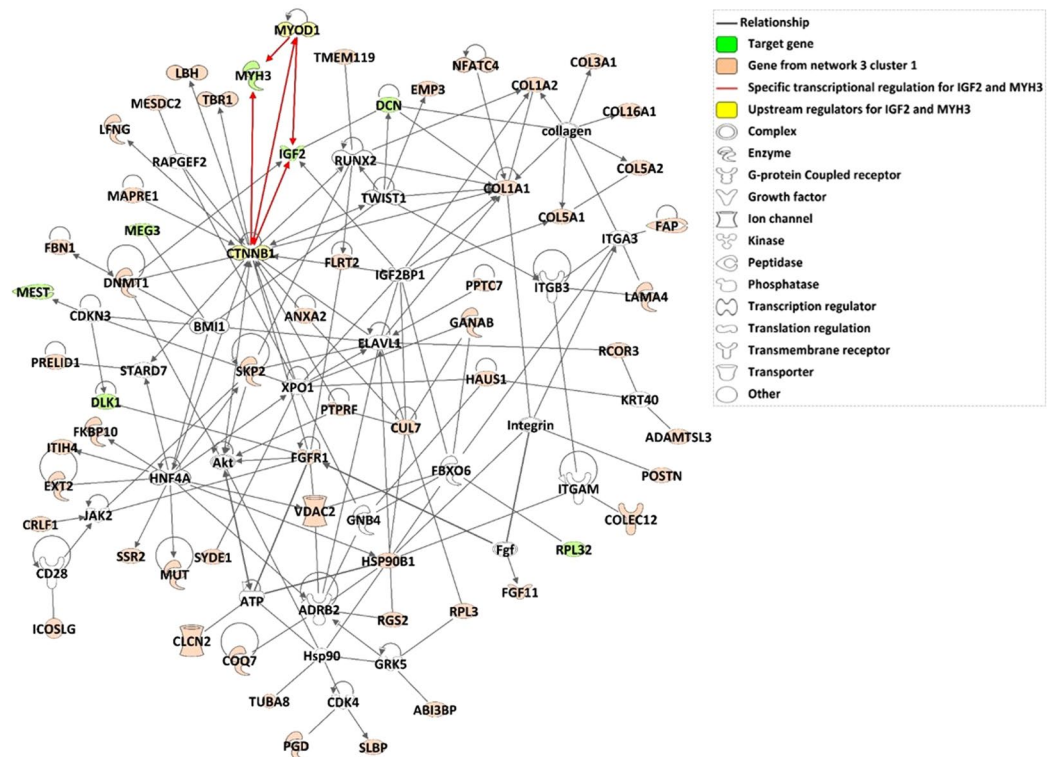 MYOD1
TMEM119
NFATC4
COL3A1
LBH
MYH3
COL1A2
EMP3
MESDC2
TBR1
DCN
COL16A1
LFNG
collagen
IGF2
RUNX2
RAPGEF2
COL5A2
COL1A1
MAPRE1
TWIST1
COL5A1
MEG3
FAP
ITGA3
FBN1
CTNNB1
FLRT2
IGF2BP1
DNMT1
PPTC7
ITGB3
MEST
LAMA4
CDKN3
ANXA2
GANAB
BMI1
ELAVL1
RCOR3
PRELID1
STARD7
SKP2
HAUS1
XPO1
KRT40
DLK1
PTPRF
CUL7
Integrin
FKBP10
ADAMTSL3
ITIH4
Akt
FGFR1
FBXO6
POSTN
HNF4A
EXT2
ITGAM
VDAC2
JAK2
GNB4
COLEC12
CRLF1
SSR2
SYDE1
Fgf
RPL32
HSP90B1
CD28
MUT
FGF11
ATP
ADRB2
RPL3
RGS2
ICOSLG
CLCN2
Hsp90
COQ7
GRK5
TUBA8
CDK4
ABI3BP
PGD
SLBP
Relationship
Target gene
Gene from network 3 cluster 1
Specific transcriptional regulation for IGF2 and MYH3
Upstream regulators for IGF2 and MYH3
Complex
Enzyme
G-protein Coupled receptor
Growth factor
Ion channel
Kinase
Peptidase
Phosphatase
Transcription regulator
Translation regulation
Transmembrane receptor
Transporter
Other